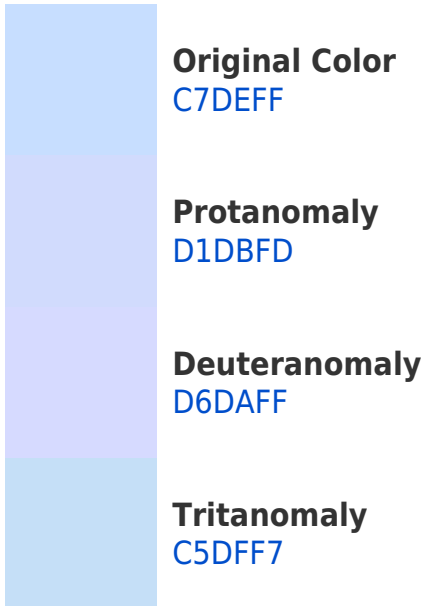 Original Color
C7DEFF
Protanomaly
D1DBFD
Deuteranomaly
D6DAFF
Tritanomaly
C5DFF7